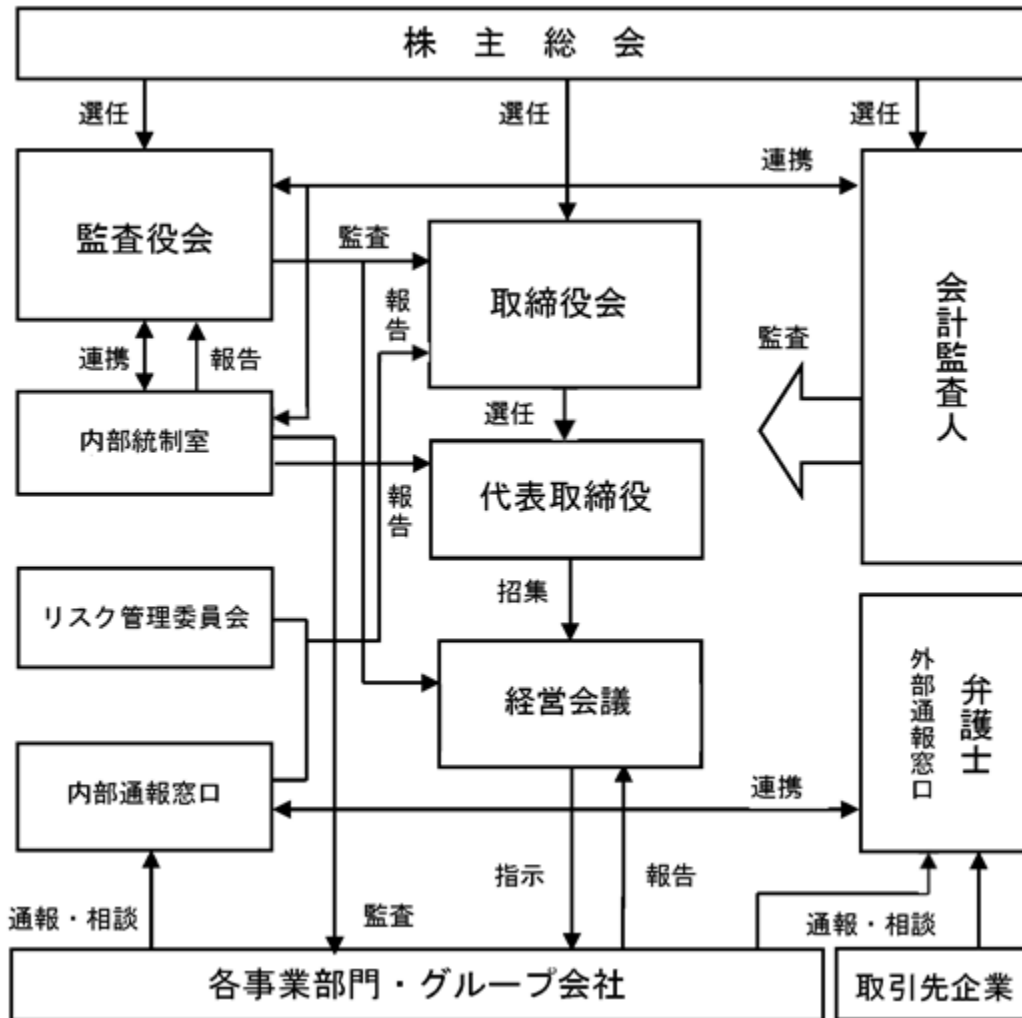 株主総会
選任
選任
選任
連携
監査役会
監査
取締役会
会計監査人
報告
監査
連携
報告
選任
内部統制室
代表取締役
報告
招集
リスク管理委員会
経営会議
弁護士
外部通報窓口
内部通報窓口
連携
指示
報告
通報・相談
監査
通報・相談
各事業部門・グループ会社
取引先企業